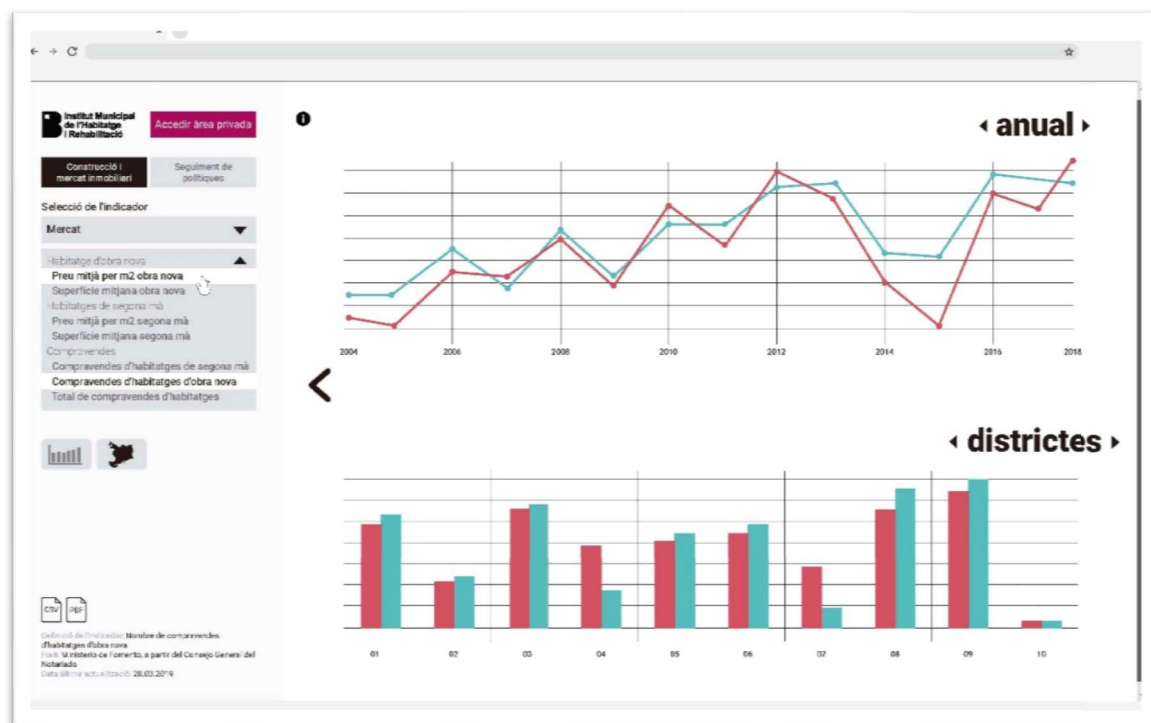 Institut Municipal
de l'Habitatge
i Rehabilitació
Accedir àrea privada
Construcció i
mercat inmobiliari
Seguiment de
polítiques
Selecció de l'indicador
Mercat
Habitatge d'obra nova
Preu mitjà per m2 obra nova
Superfície mitjana obra nova
Habitatges de segona mà
Preu mitjà per m2 segona mà
Superfície mitjana segona mà
Compravendes
Compravendes d'habitatges de segona mà
Compravendes d'habitatges d'obra nova
Total de compravendes d'habitatges
CSV
PDF
Definició de l'indicador: Nombre de compravendes
d'habitatges d'obra nova
Font: Ministerio de Fomento, a partir del Consejo General del
Notariado
Data última actualització: 28.03.2019
anual
2004 2006 2008 2010 2012 2014 2016 2018
districtes
01 02 03 04 05 06 07 08 09 10